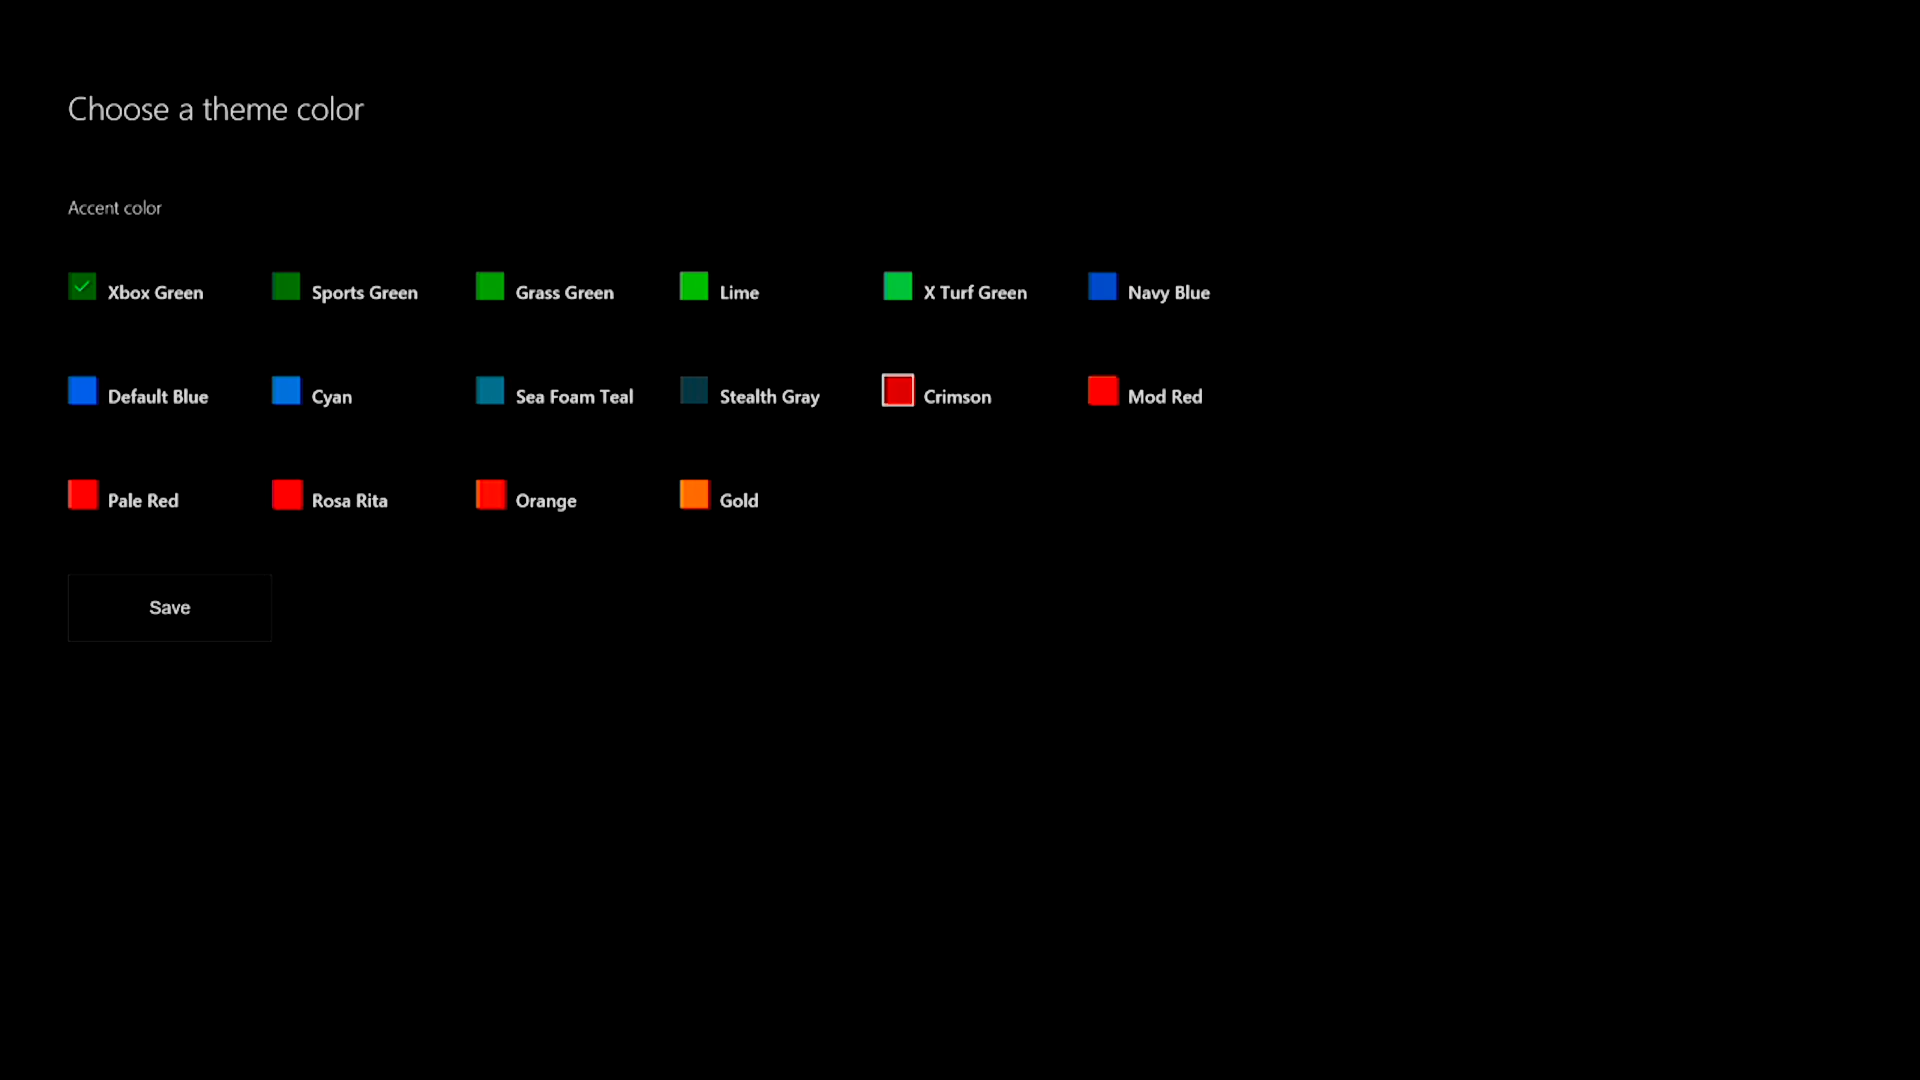 Choose a theme color
Accent color
Xbox Green
Sports Green
Grass Green
Lime
X Turf Green
Navy Blue
Default Blue
Cyan
Sea Foam Teal
Stealth Gray
Crimson
Mod Red
Pale Red
Rosa Rita
Orange
Gold
Save